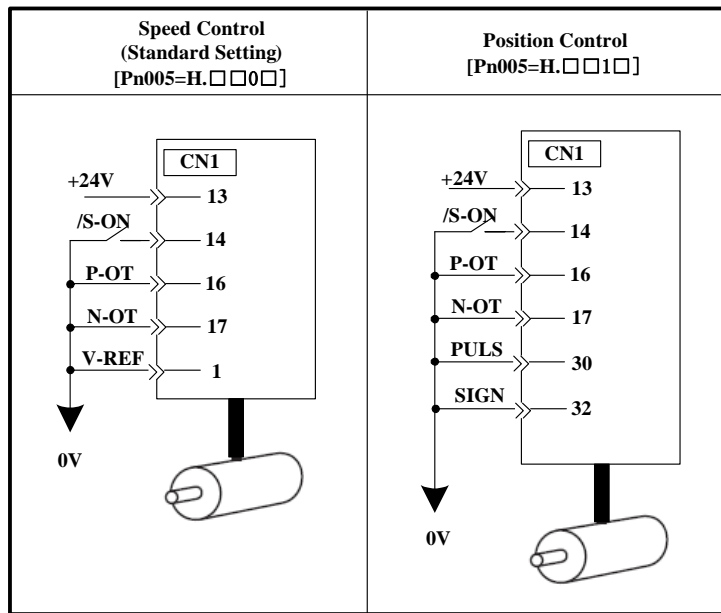 Speed Control
(Standard Setting)
[Pn005=H.□□0□]
CN1
+24V
13
/S-ON
14
P-OT
16
N-OT
17
V-REF
1
0V
Position Control
[Pn005=H.□□1□]
CN1
+24V
13
/S-ON
14
P-OT
16
N-OT
17
PULS
30
SIGN
32
0V